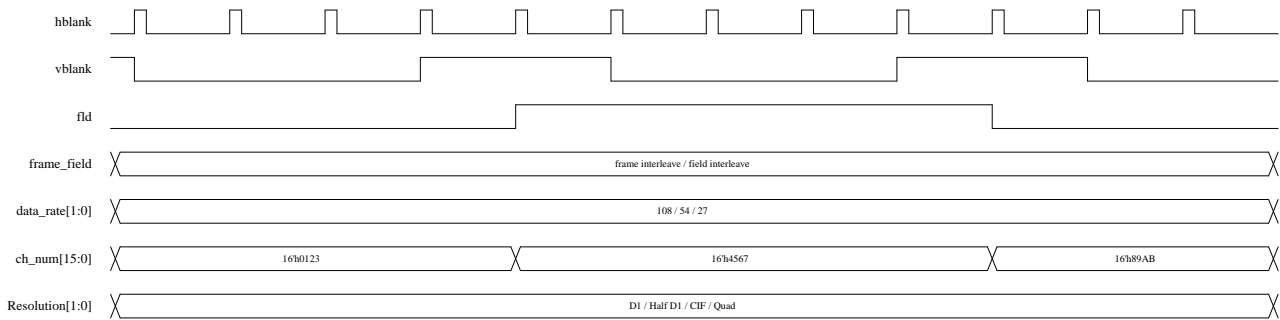 hblank
vblank
fld
frame_field frame interleave / field interleave
data_rate[1:0] 108 / 54 / 27
ch_num[15:0] 16'h0123 16'h4567 16'h89AB
Resolution[1:0] D1 / Half D1 / CIF / Quad